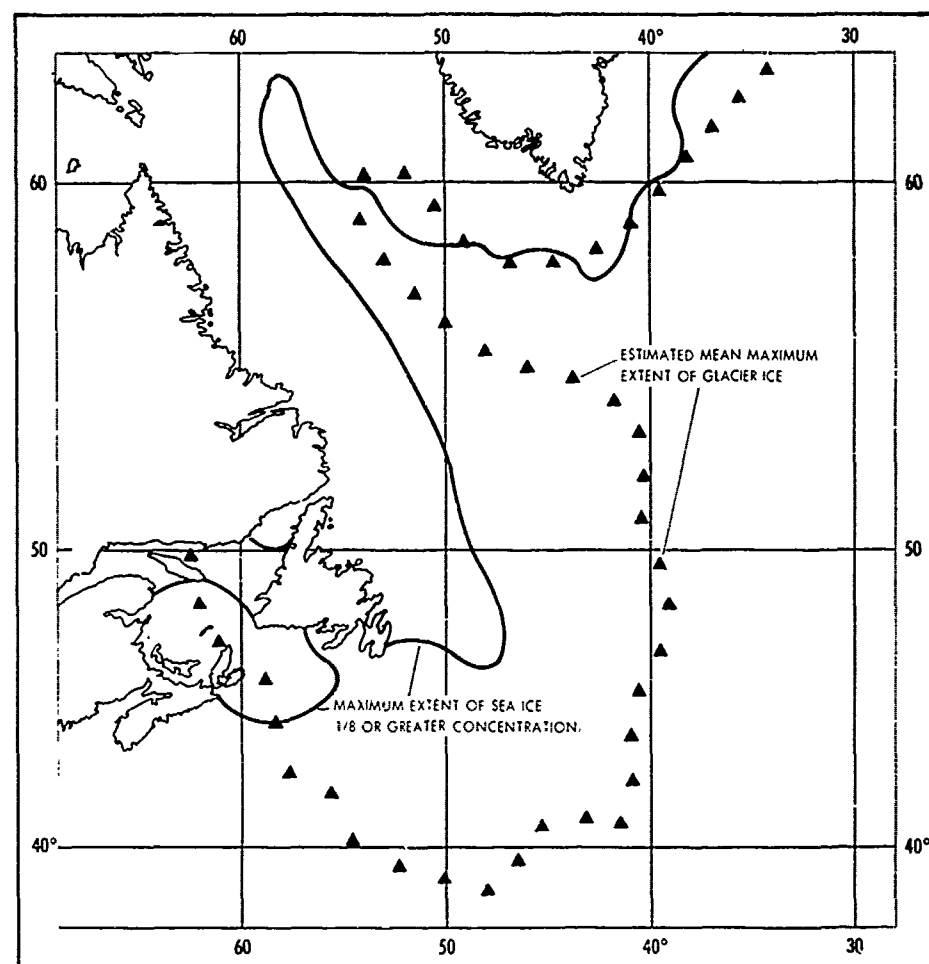 60 50 40° 30
60 60
ESTIMATED MEAN MAXIMUM
EXTENT OF GLACIER ICE
50 50
MAXIMUM EXTENT OF SEA ICE
1/8 OR GREATER CONCENTRATION.
40° 40°
60 50 40° 30